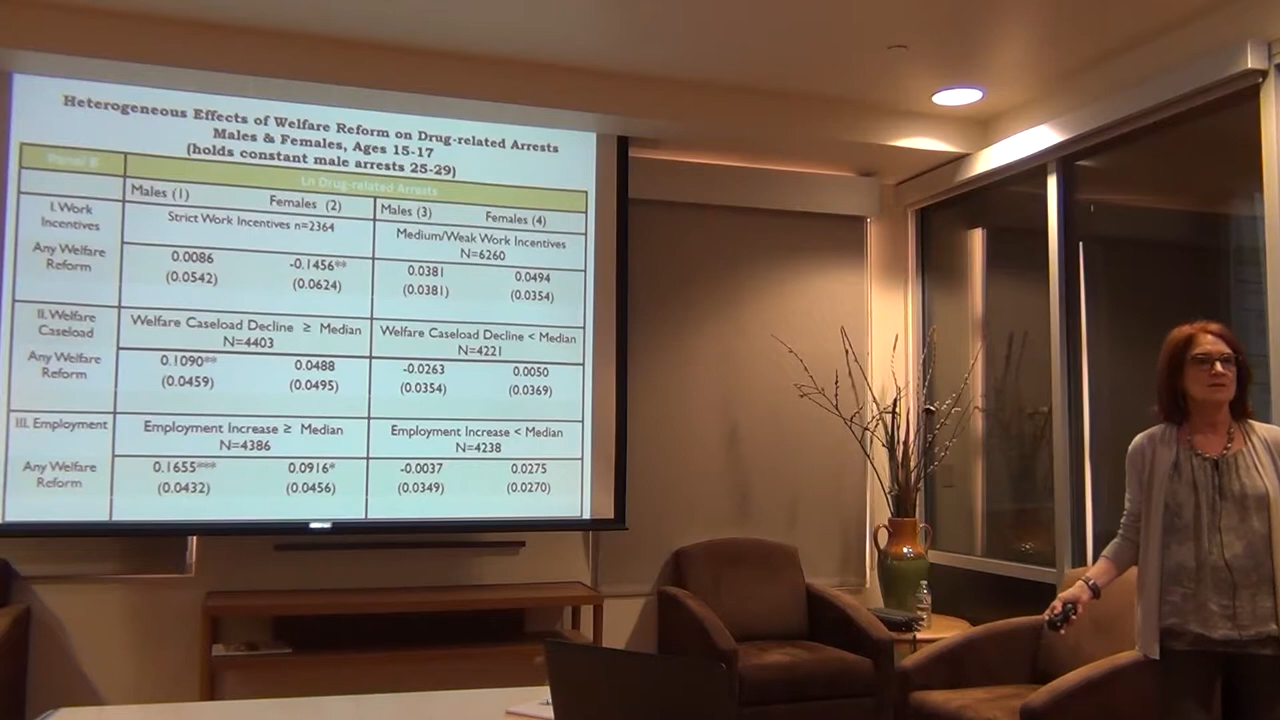 Heterogeneous Effects of Welfare Reform on Drug-related Arrests
Males & Females, Ages 15-17
(holds constant male arrests 25-29)
Panel B
Ln Drug-related Arrests
Males (1) Females (2) Males (3) Females (4)
I. Work Incentives
Strict Work Incentives n=2364
Medium/Weak Work Incentives
N=6260
Any Welfare Reform
0.0086 -0.1456** 0.0381 0.0494
(0.0542) (0.0624) (0.0381) (0.0354)
II. Welfare Caseload
Welfare Caseload Decline ≥ Median
N=4403
Welfare Caseload Decline < Median
N=4221
Any Welfare Reform
0.1090** 0.0488 -0.0263 0.0050
(0.0459) (0.0495) (0.0354) (0.0369)
III. Employment
Employment Increase ≥ Median
N=4386
Employment Increase < Median
N=4238
Any Welfare Reform
0.1655*** 0.0916* -0.0037 0.0275
(0.0432) (0.0456) (0.0349) (0.0270)